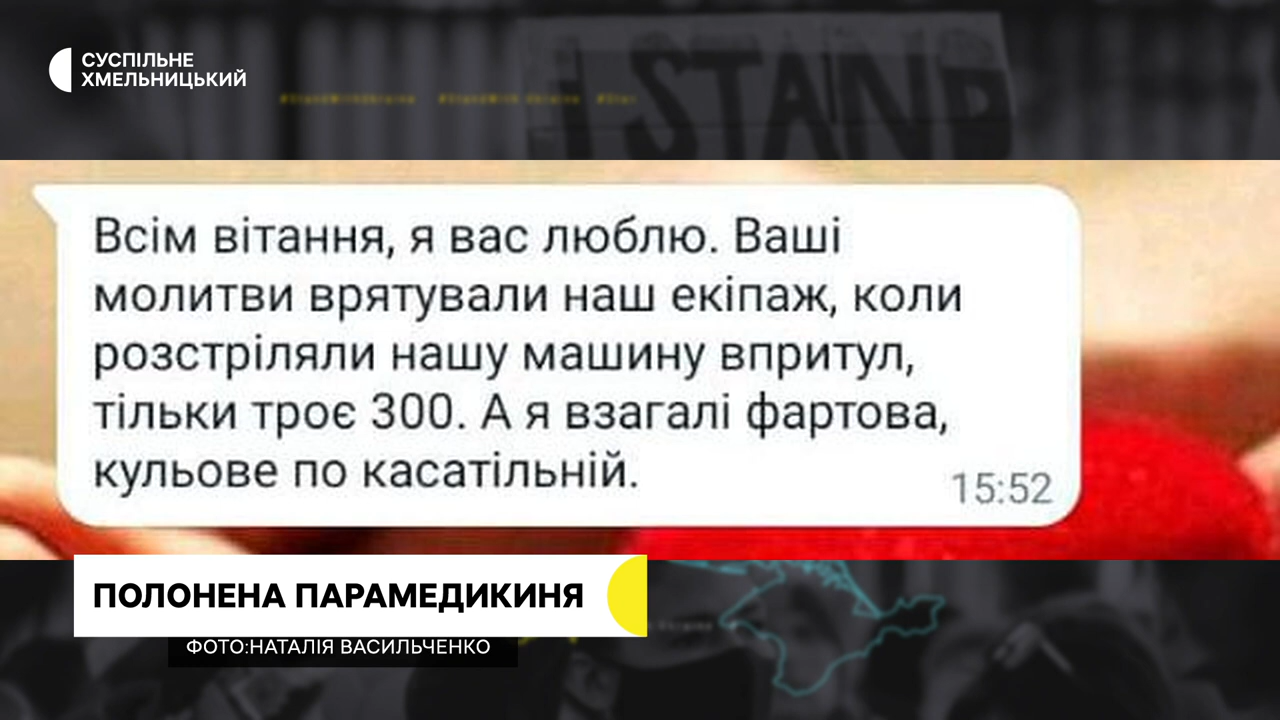 СУСПІЛЬНЕ
ХМЕЛЬНИЦЬКИЙ
I STAND
Всім вітання, я вас люблю. Ваші
молитви врятували наш екіпаж, коли
розстріляли нашу машину впритул,
тільки троє 300. А я взагалі фартова,
кульове по касатільній.
15:52
ПОЛОНЕНА ПАРАМЕДИКИНЯ
ФОТО:НАТАЛІЯ ВАСИЛЬЧЕНКО